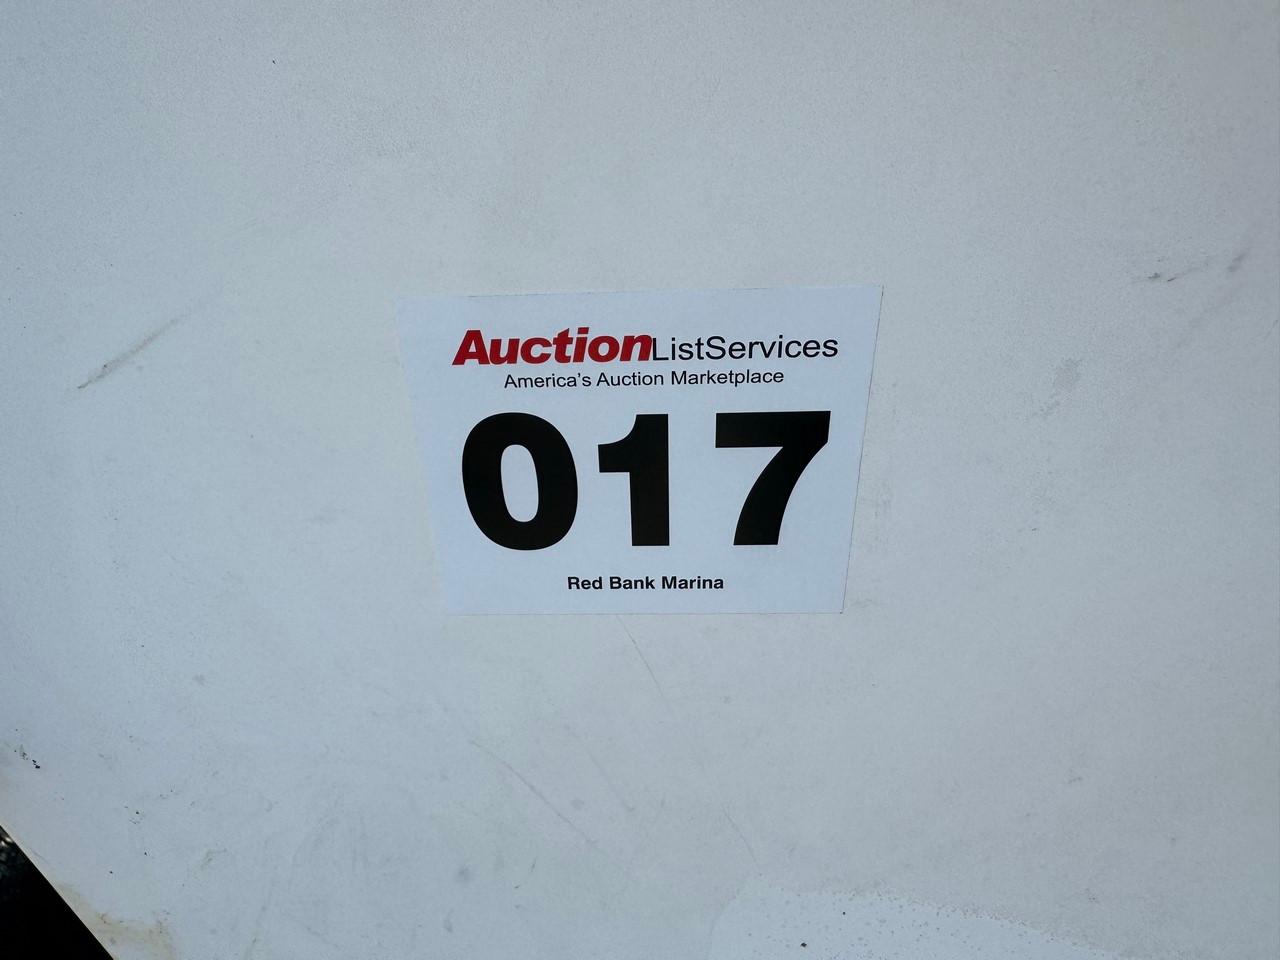 AuctionListServices
America's Auction Marketplace
017
Red Bank Marina